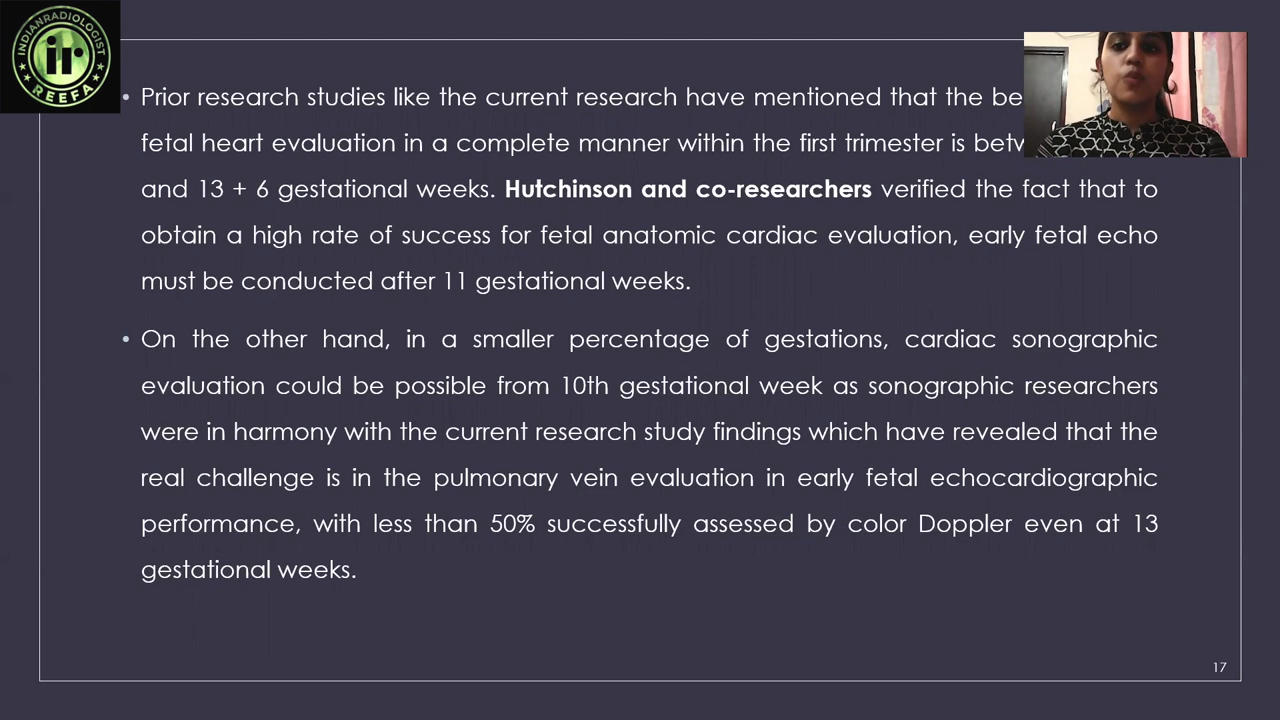 INDIANRADIOLOGIST
ir
REEFA
• Prior research studies like the current research have mentioned that the
fetal heart evaluation in a complete manner within the first trimester is
and 13 + 6 gestational weeks. Hutchinson and co-researchers verified the fact that to
obtain a high rate of success for fetal anatomic cardiac evaluation, early fetal echo
must be conducted after 11 gestational weeks.
• On the other hand, in a smaller percentage of gestations, cardiac sonographic
evaluation could be possible from 10th gestational week as sonographic researchers
were in harmony with the current research study findings which have revealed that the
real challenge is in the pulmonary vein evaluation in early fetal echocardiographic
performance, with less than 50% successfully assessed by color Doppler even at 13
gestational weeks.
17